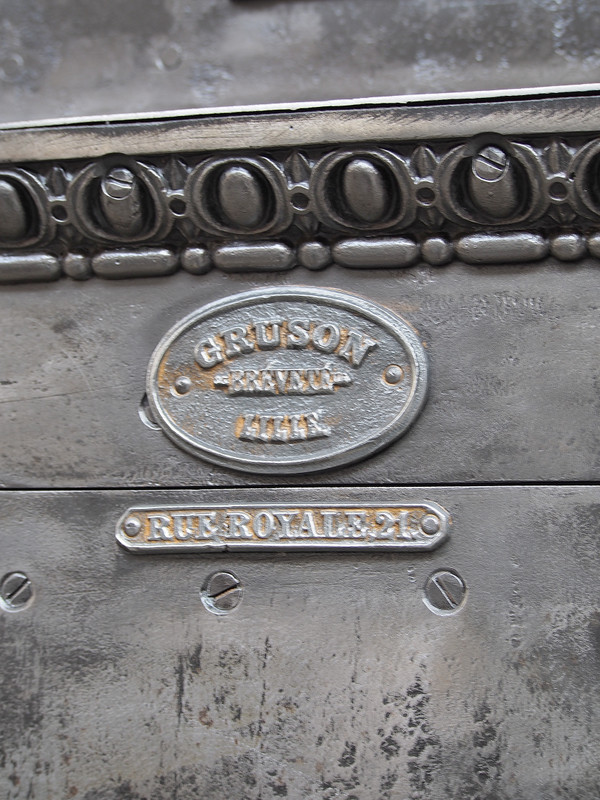 GRUSON
BREVETÉ
LILLE
RUE ROYALE 21